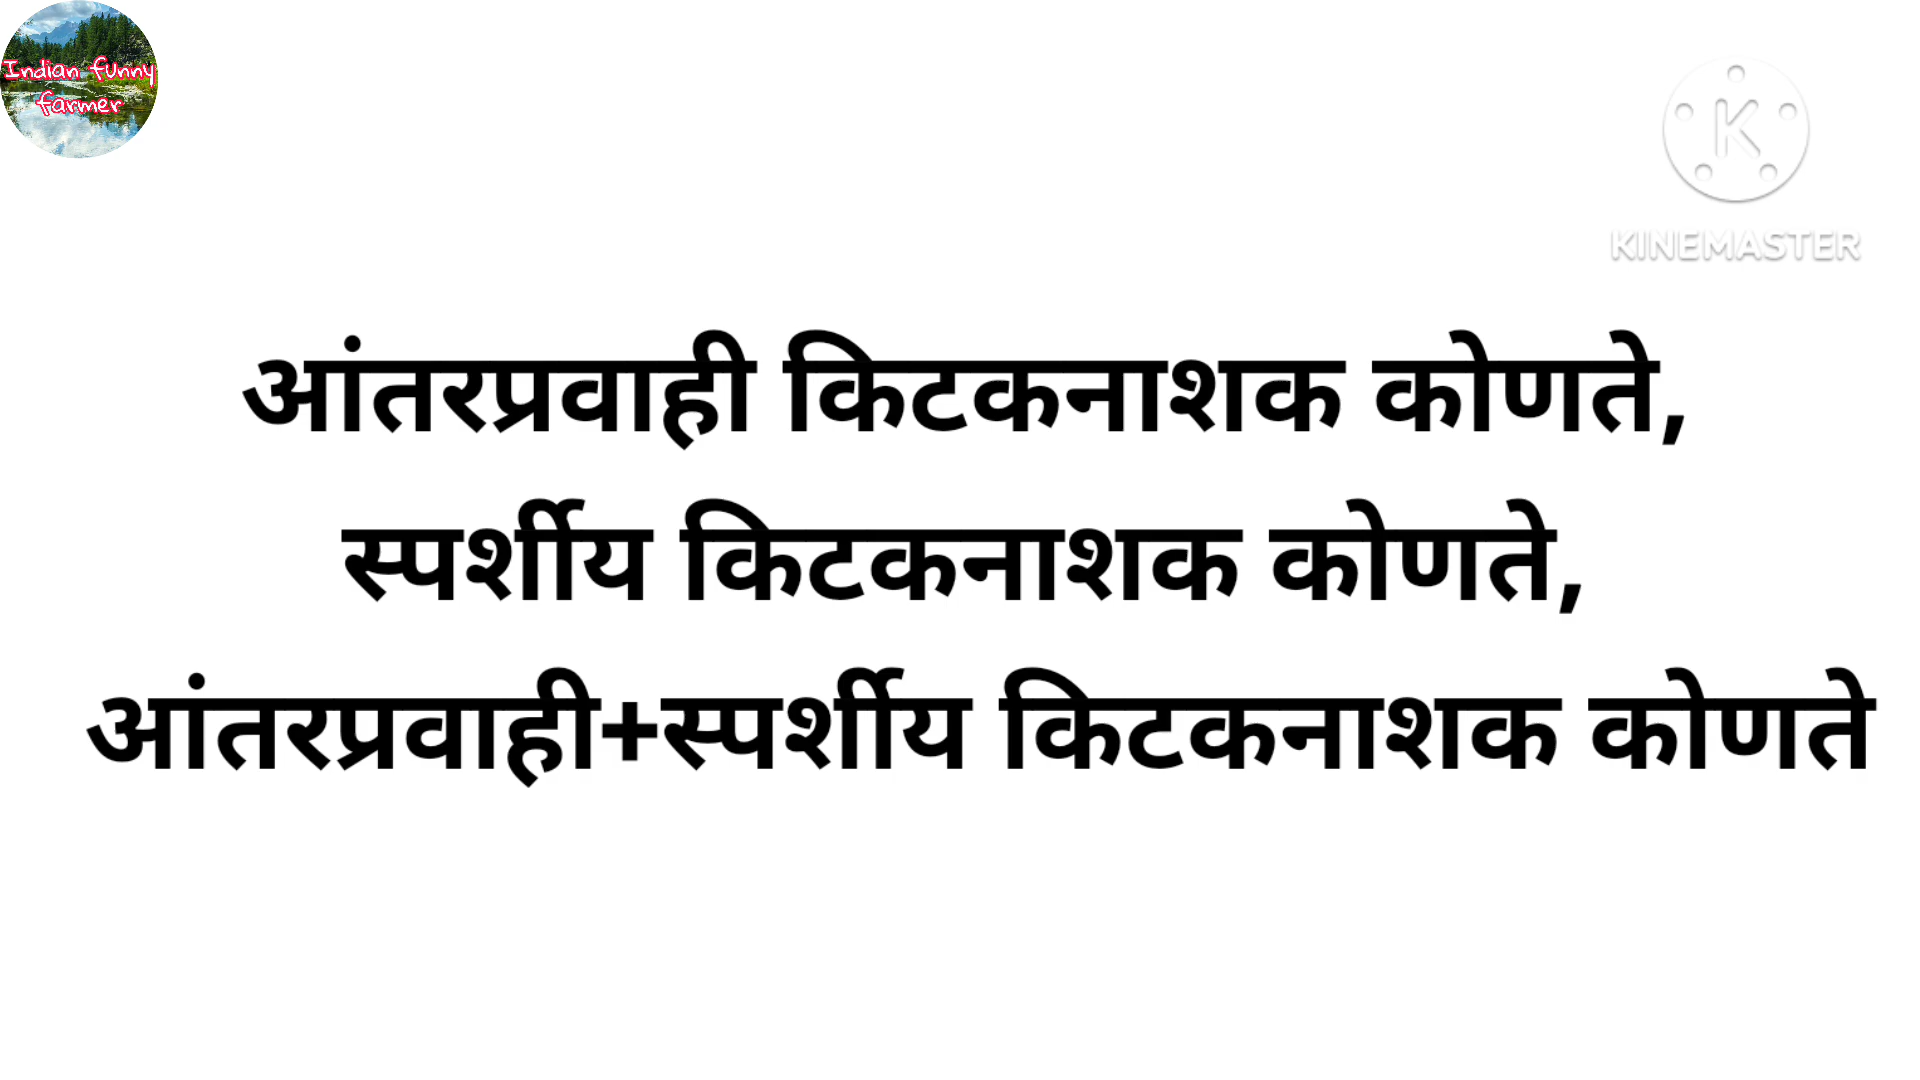 Indian funny
farmer
KINEMASTER
आंतरप्रवाही किटकनाशक कोणते,
स्पर्शीय किटकनाशक कोणते,
आंतरप्रवाही+स्पर्शीय किटकनाशक कोणते